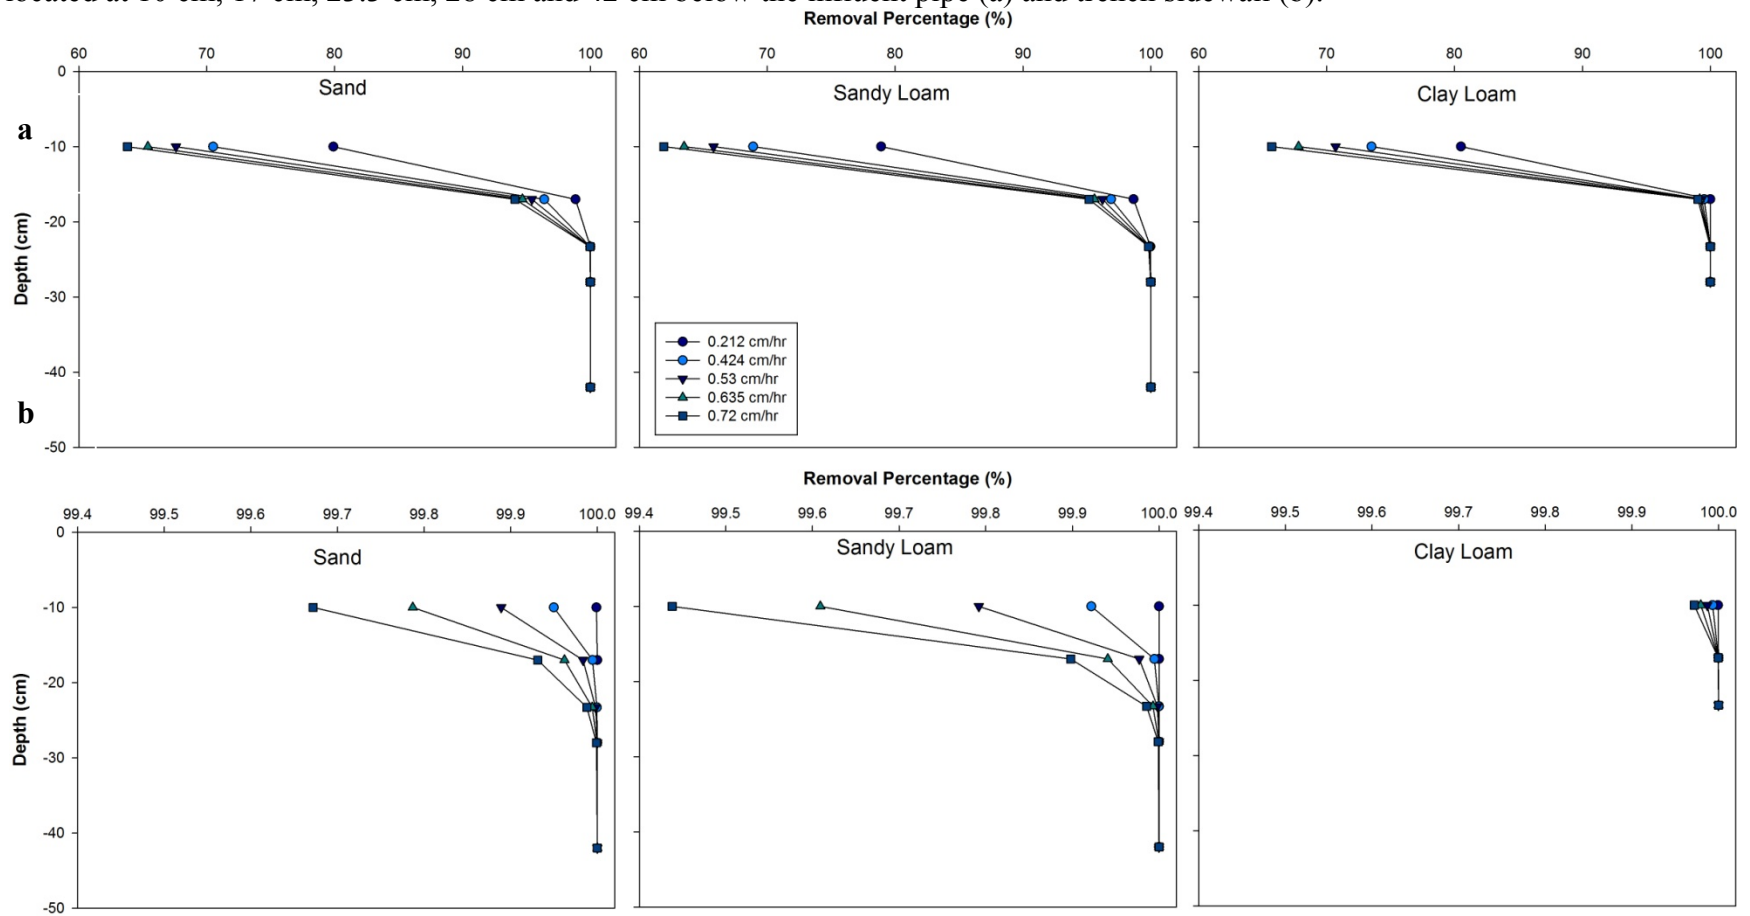 located at 10 cm, 17 cm, 23.3 cm, 28 cm and 42 cm below the influent pipe (a) and trench sidewall (b).
Removal Percentage (%)
60 70 80 90 100 60 70 80 90 100 60 70 80 90 100
0
Sand
Sandy Loam
Clay Loam
a
-10
-20
Depth (cm)
-30
-40
-50
0.212 cm/hr
0.424 cm/hr
0.53 cm/hr
0.635 cm/hr
0.72 cm/hr
b
Removal Percentage (%)
99.4 99.5 99.6 99.7 99.8 99.9 100.0 99.4 99.5 99.6 99.7 99.8 99.9 100.0 99.4 99.5 99.6 99.7 99.8 99.9 100.0
0
Sand
Sandy Loam
Clay Loam
-10
-20
Depth (cm)
-30
-40
-50